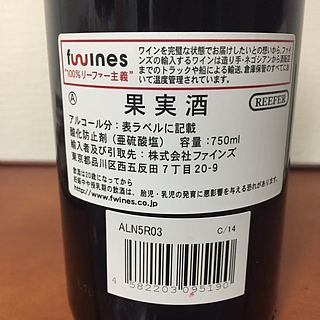 fwines
"100%リーファー主義"
ワインを完璧な状態でお届けしたいとの想いから、ファイ
ンズの輸入するワインは造り手・ネゴシアンから酒販店
までのトラックや船による輸送、倉庫保管のすべてにお
いて温度管理されています。
Ⓐ
果実酒
REEFER
アルコール分:表ラベルに記載
酸化防止剤(亜硫酸塩) 容量:750ml
輸入者及び引取先:株式会社ファインズ
東京都品川区西五反田7丁目20-9
飲酒は20歳になってから
妊娠中や授乳期の飲酒は、胎児・乳児の発育に悪影響を与える恐れがあります。
http://www.fwines.co.jp
ALN5R03
C/14
4 582203 095190